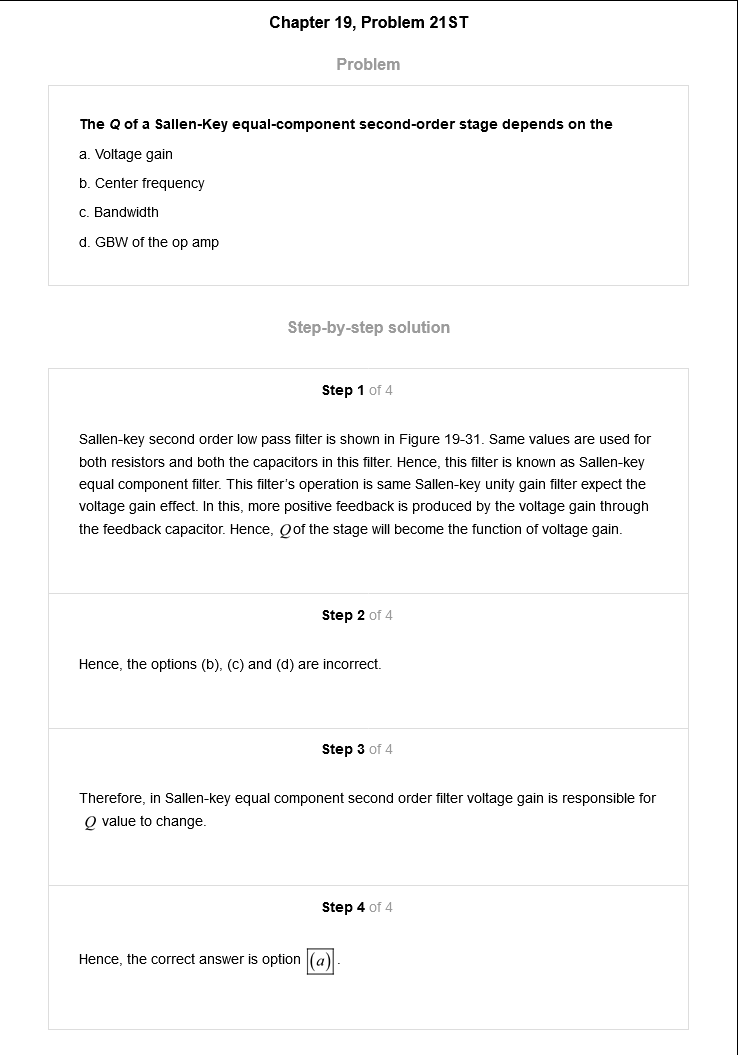 Chapter 19, Problem 21ST
Problem
The Q of a Sallen-Key equal-component second-order stage depends on the
a. Voltage gain
b. Center frequency
c. Bandwidth
d. GBW of the op amp
Step-by-step solution
Step 1 of 4
Sallen-key second order low pass filter is shown in Figure 19-31. Same values are used for
both resistors and both the capacitors in this filter. Hence, this filter is known as Sallen-key
equal component filter. This filter's operation is same Sallen-key unity gain filter expect the
voltage gain effect. In this, more positive feedback is produced by the voltage gain through
the feedback capacitor. Hence, Q of the stage will become the function of voltage gain.
Step 2 of 4
Hence, the options (b), (c) and (d) are incorrect.
Step 3 of 4
Therefore, in Sallen-key equal component second order filter voltage gain is responsible for
Q value to change.
Step 4 of 4
Hence, the correct answer is option (a).